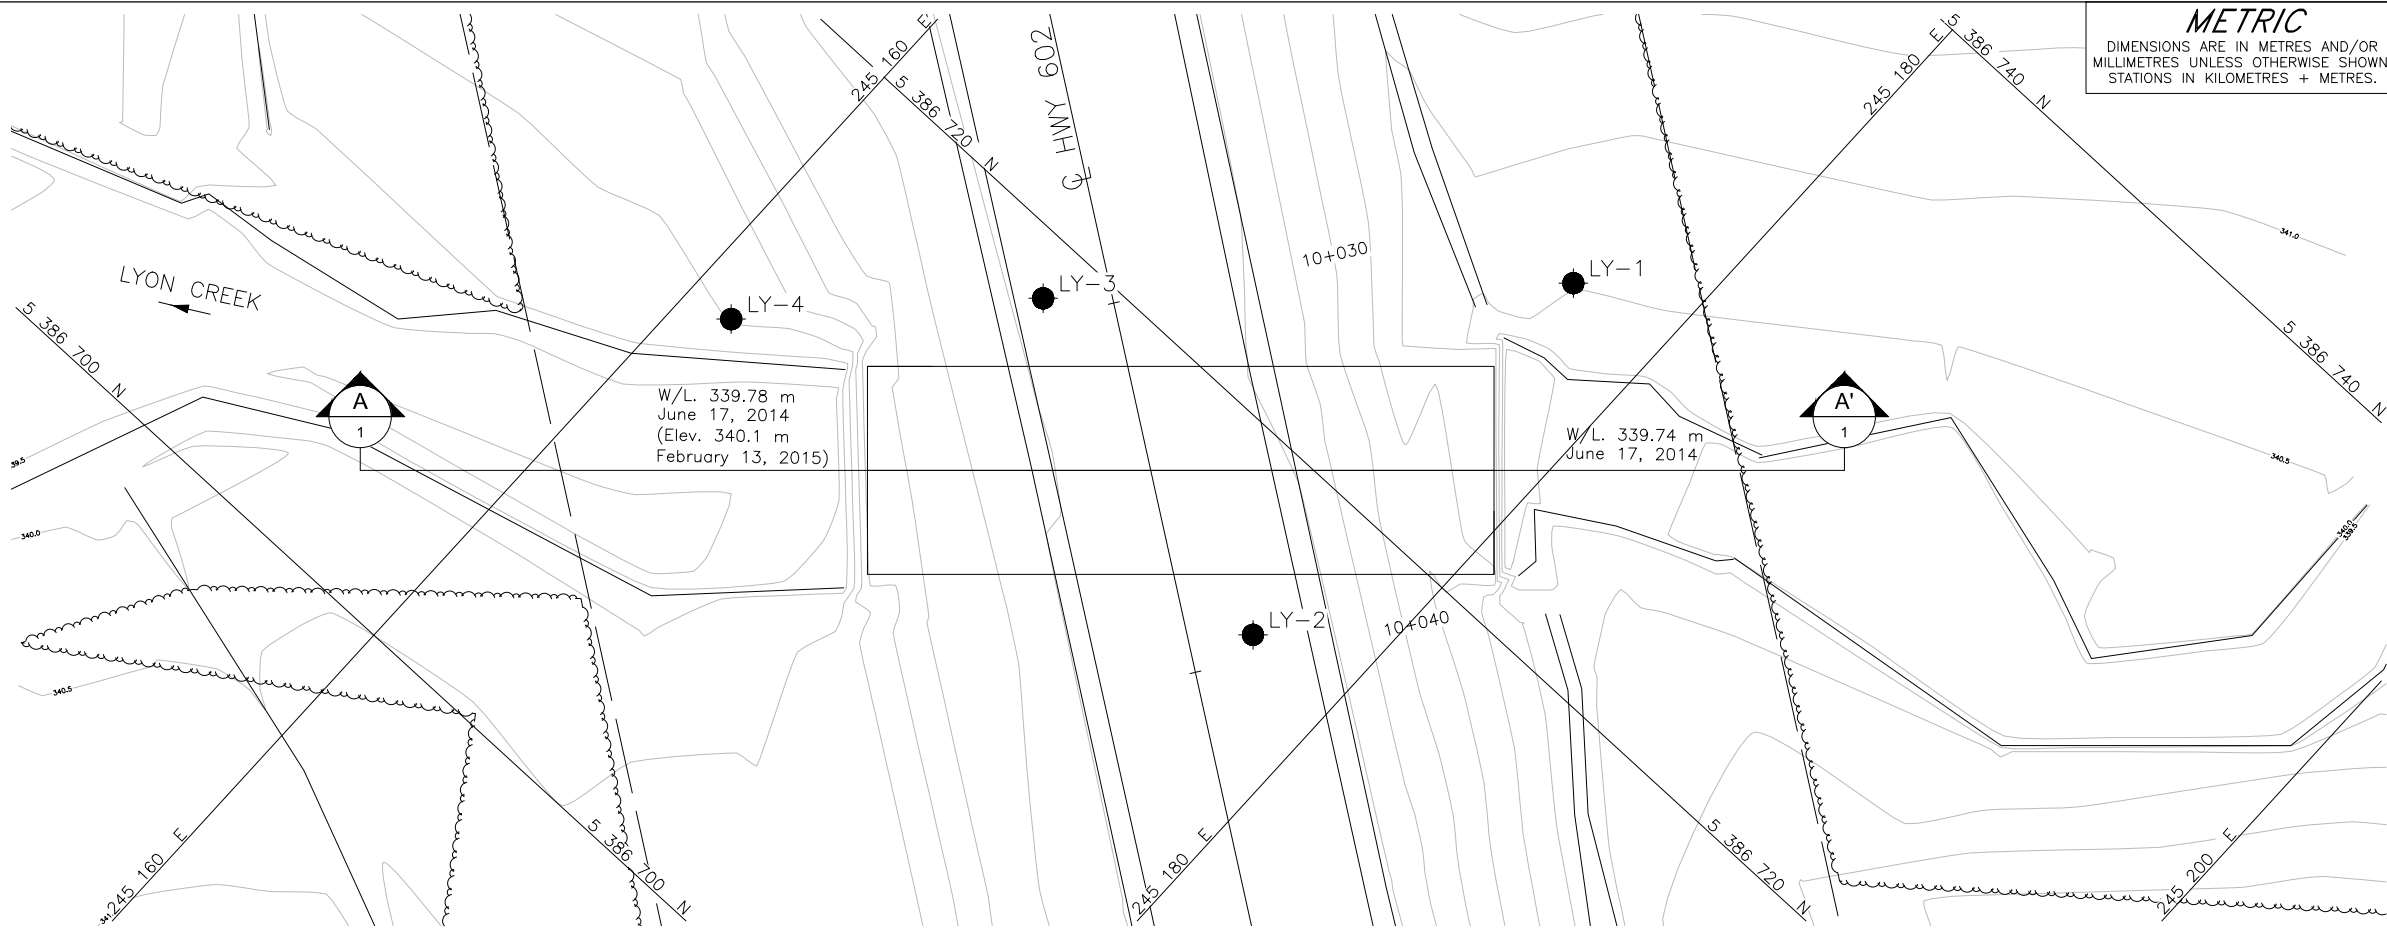 METRIC
DIMENSIONS ARE IN METRES AND/OR
MILLIMETRES UNLESS OTHERWISE SHOWN
STATIONS IN KILOMETRES + METRES.
245 160 E
5 386 720 N
℄ HWY 602
245 180 E
5 386 740 N
341.0
10+030
LY-1
LY-3
LY-4
LYON CREEK
5 386 700 N
5 386 740 N
A
1
A'
1
W/L. 339.78 m
June 17, 2014
(Elev. 340.1 m
February 13, 2015)
W/L. 339.74 m
June 17, 2014
39.5
340.5
340.0
340.0
339.5
LY-2
10+040
340.5
341
245 160 E
5 386 700 N
245 180 E
5 386 720 N
245 200 E